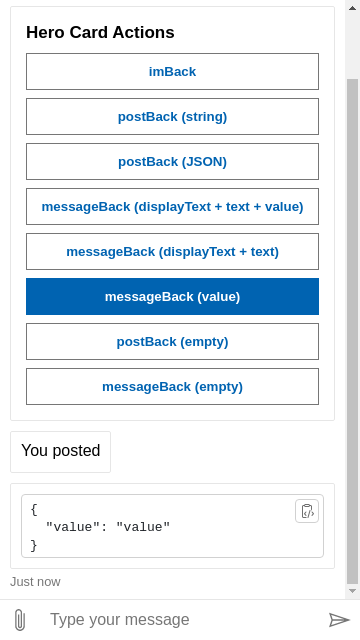 Hero Card Actions
imBack
postBack (string)
postBack (JSON)
messageBack (displayText + text + value)
messageBack (displayText + text)
messageBack (value)
postBack (empty)
messageBack (empty)
You posted
{
  "value": "value"
}
Just now
Type your message